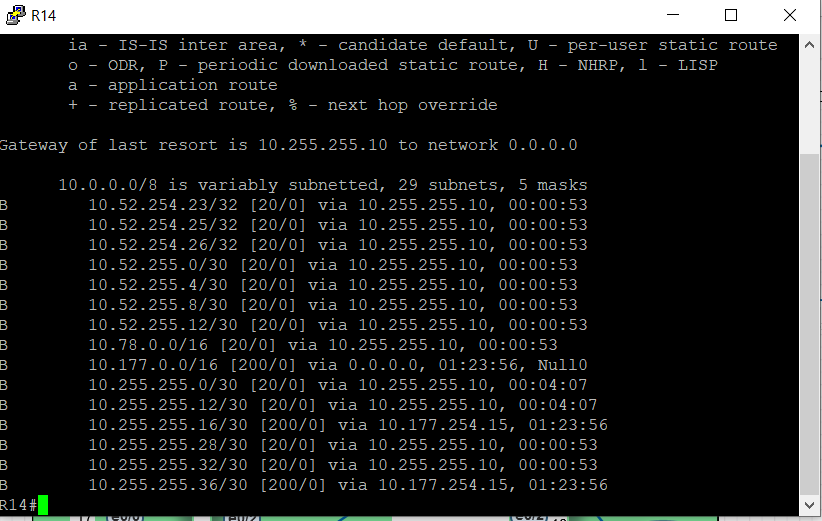 R14
ia - IS-IS inter area, * - candidate default, U - per-user static route
o - ODR, P - periodic downloaded static route, H - NHRP, l - LISP
a - application route
+ - replicated route, % - next hop override
Gateway of last resort is 10.255.255.10 to network 0.0.0.0
10.0.0.0/8 is variably subnetted, 29 subnets, 5 masks
B 10.52.254.23/32 [20/0] via 10.255.255.10, 00:00:53
B 10.52.254.25/32 [20/0] via 10.255.255.10, 00:00:53
B 10.52.254.26/32 [20/0] via 10.255.255.10, 00:00:53
B 10.52.255.0/30 [20/0] via 10.255.255.10, 00:00:53
B 10.52.255.4/30 [20/0] via 10.255.255.10, 00:00:53
B 10.52.255.8/30 [20/0] via 10.255.255.10, 00:00:53
B 10.52.255.12/30 [20/0] via 10.255.255.10, 00:00:53
B 10.78.0.0/16 [20/0] via 10.255.255.10, 00:00:53
B 10.177.0.0/16 [200/0] via 0.0.0.0, 01:23:56, Null0
B 10.255.255.0/30 [20/0] via 10.255.255.10, 00:04:07
B 10.255.255.12/30 [20/0] via 10.255.255.10, 00:04:07
B 10.255.255.16/30 [200/0] via 10.177.254.15, 01:23:56
B 10.255.255.28/30 [20/0] via 10.255.255.10, 00:00:53
B 10.255.255.32/30 [20/0] via 10.255.255.10, 00:00:53
B 10.255.255.36/30 [200/0] via 10.177.254.15, 01:23:56
R14#